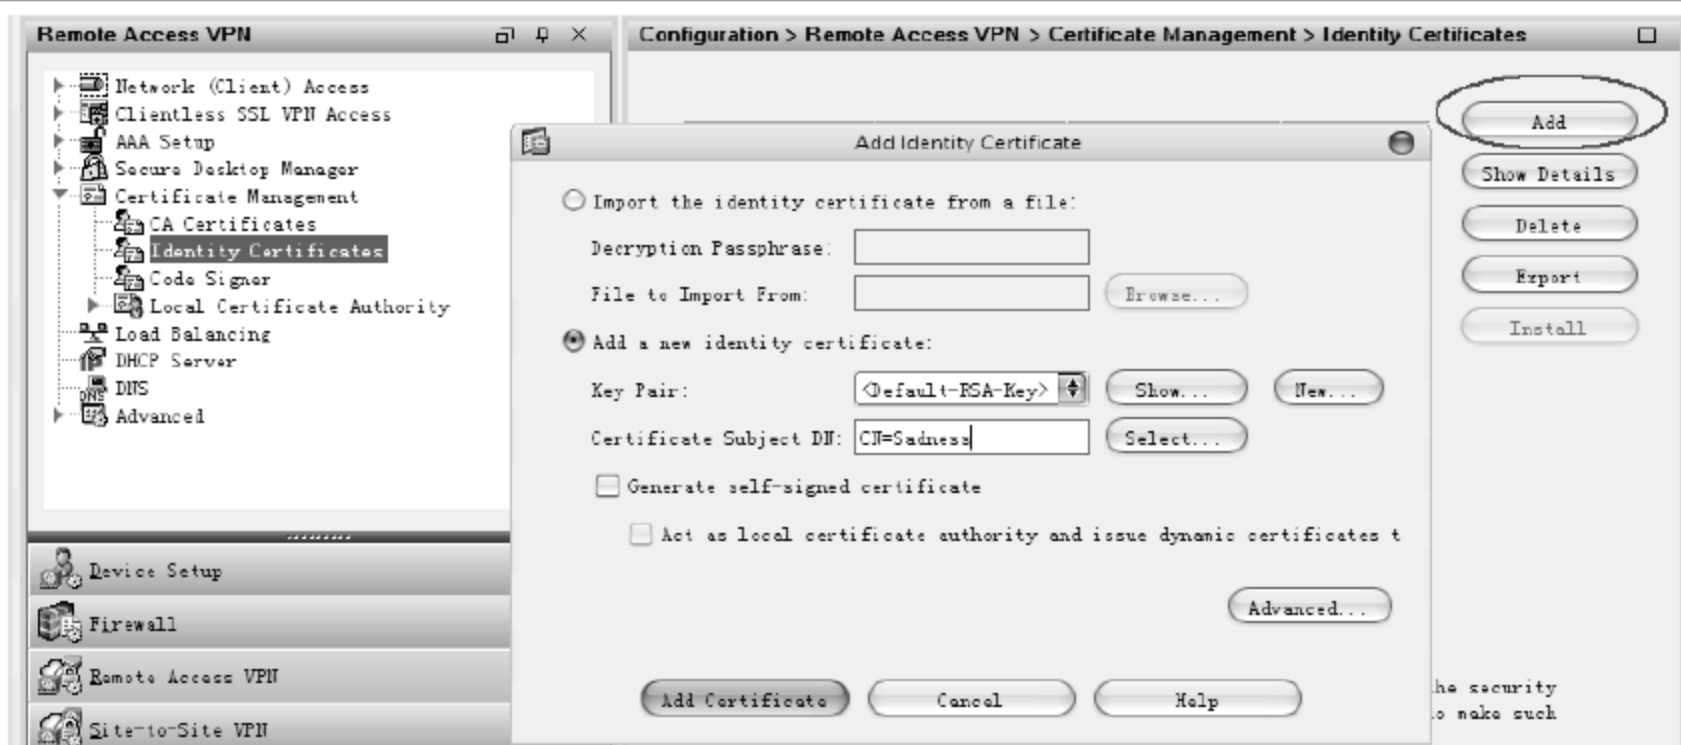 Remote Access VPN
Network (Client) Access
Clientless SSL VPN Access
AAA Setup
Secure Desktop Manager
Certificate Management
CA Certificates
Identity Certificates
Code Signer
Local Certificate Authority
Load Balancing
DHCP Server
DNS
Advanced
Device Setup
Firewall
Remote Access VPN
Site-to-Site VPN
Configuration > Remote Access VPN > Certificate Management > Identity Certificates
Add
Show Details
Delete
Export
Install
Add Identity Certificate
Import the identity certificate from a file:
Decryption Passphrase:
File to Import From: Browse...
Add a new identity certificate:
Key Pair: <Default-RSA-Key> Show... New...
Certificate Subject DN: CN=Sadness Select...
Generate self-signed certificate
Act as local certificate authority and issue dynamic certificates t
Advanced...
Add Certificate Cancel Help
he security
o make such